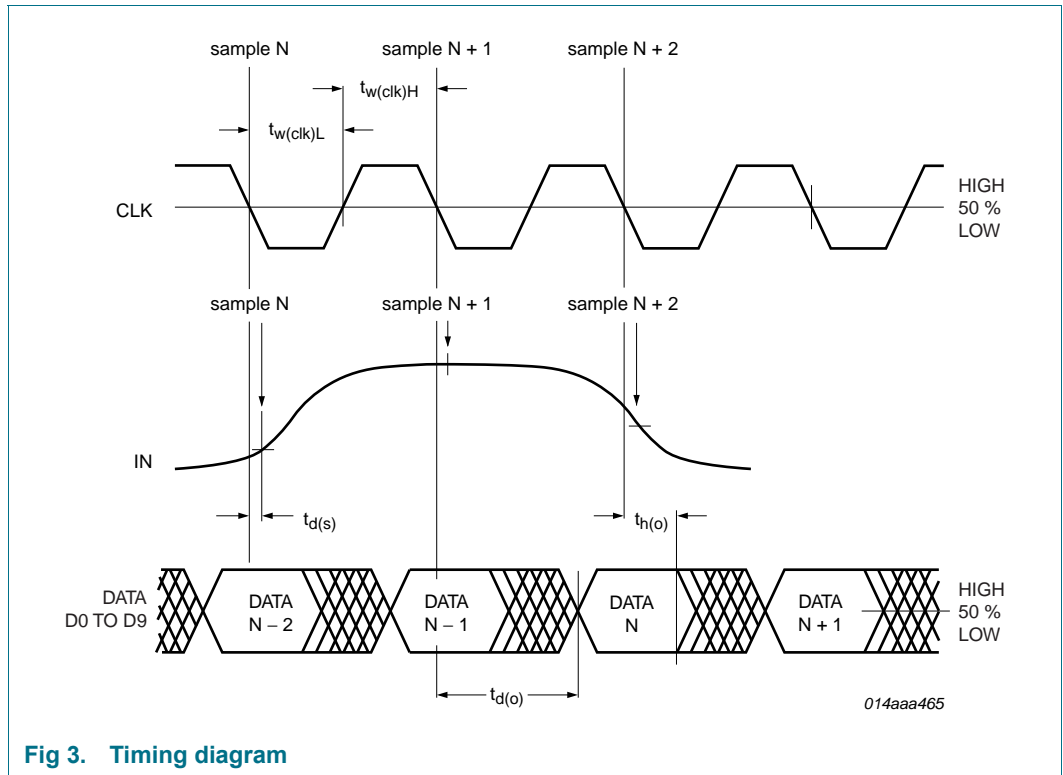 sample N sample N + 1 sample N + 2
tw(clk)H
tw(clk)L
CLK
HIGH
50 %
LOW
sample N sample N + 1 sample N + 2
IN
td(s)
th(o)
DATA
D0 TO D9
DATA
N − 2
DATA
N − 1
DATA
N
DATA
N + 1
HIGH
50 %
LOW
td(o)
014aaa465
Fig 3. Timing diagram